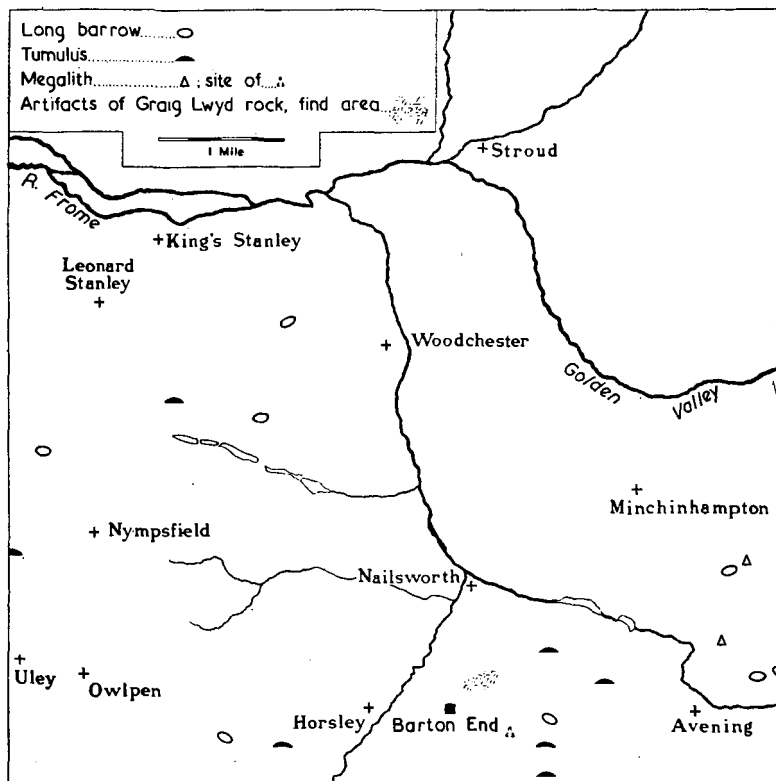 Long barrow
Tumulus
Megalith ; site of
Artifacts of Graig Lwyd rock, find area
1 Mile
Stroud
R. Frome
King's Stanley
Leonard
Stanley
Woodchester
Golden Valley
Minchinhampton
Nympsfield
Nailsworth
Uley
Owlpen
Horsley
Barton End
Avening